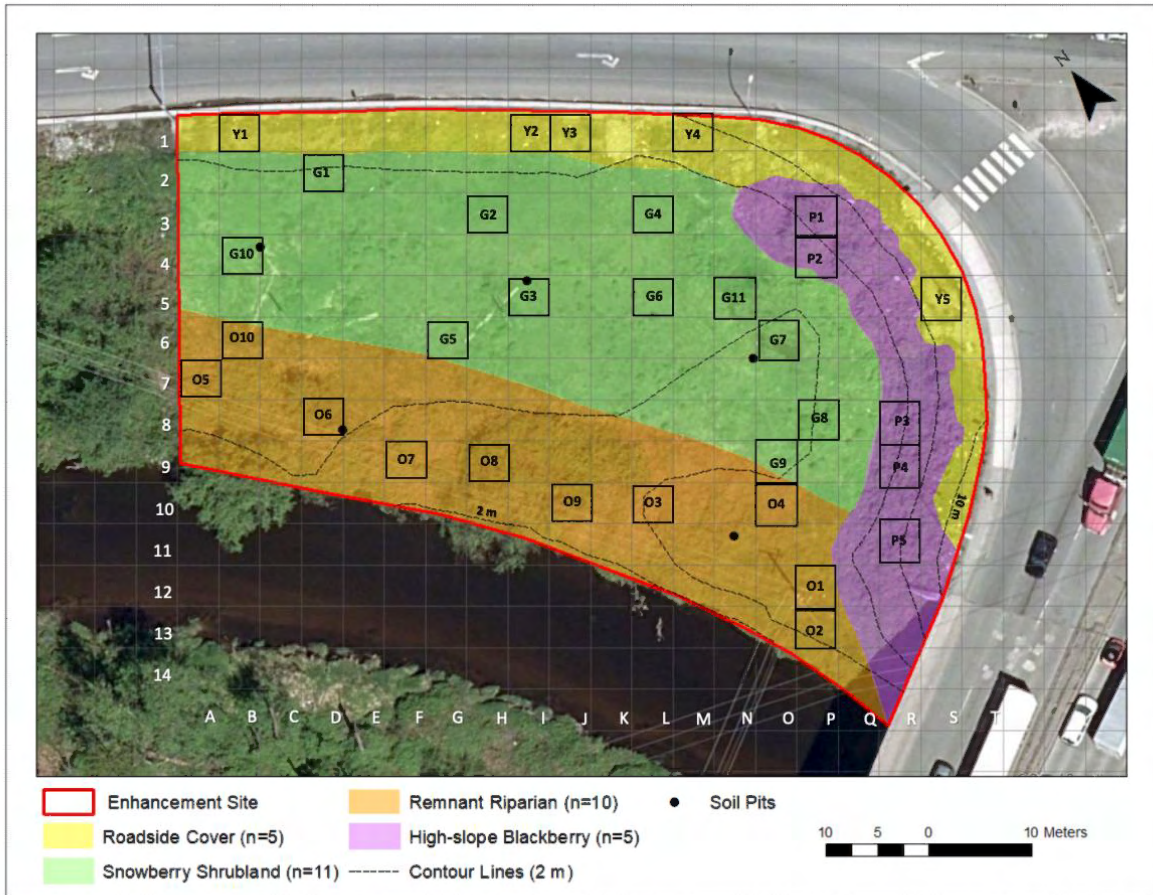 N
1
Y1
Y2
Y3
Y4
2
G1
3
G2
G4
P1
4
G10
P2
5
G3
G6
G11
Y5
6
O10
G5
G7
7
O5
8
O6
G8
P3
9
O7
O8
G9
P4
10
2 m
O9
O3
O4
10 m
11
P5
12
O1
13
O2
14
A B C D E F G H I J K L M N O P Q R S T
Enhancement Site
Remnant Riparian (n=10)
Soil Pits
Roadside Cover (n=5)
High-slope Blackberry (n=5)
Snowberry Shrubland (n=11)
Contour Lines (2 m)
10 5 0 10 Meters